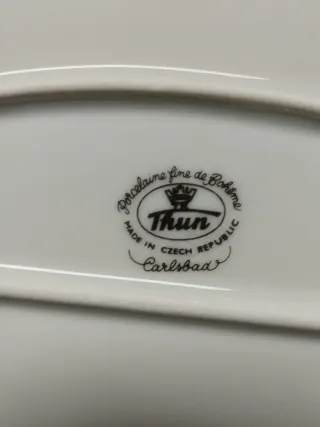 Porcelaine fine de Bohême
Thun
MADE IN CZECH REPUBLIC
Carlsbad